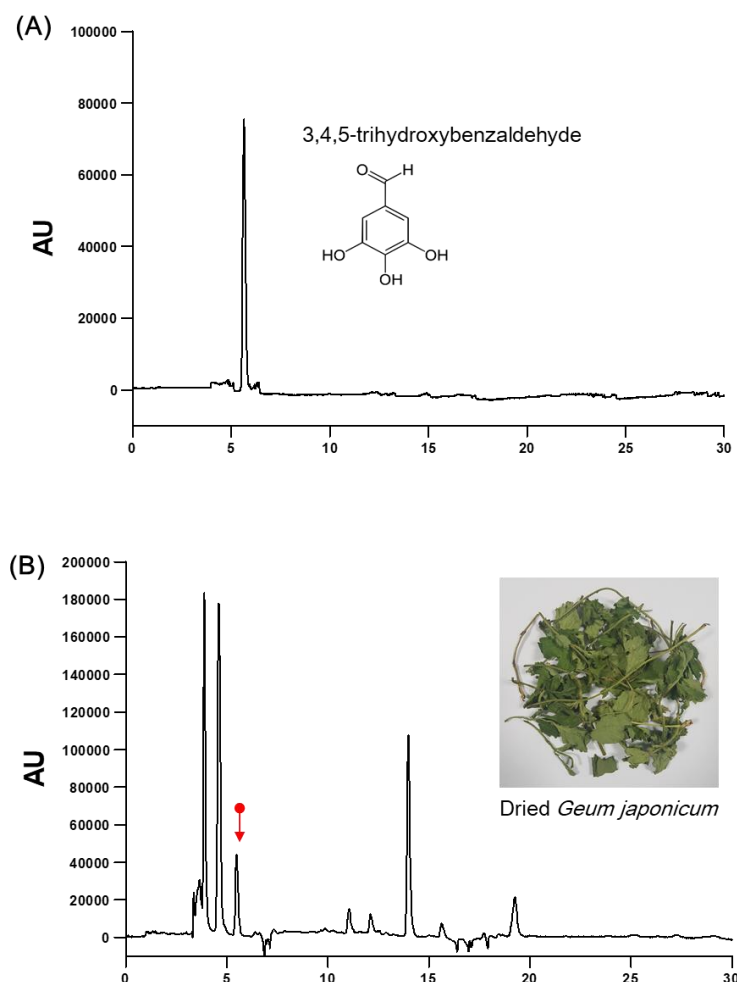 (A)
100000
80000
60000
40000
20000
0
AU
3,4,5-trihydroxybenzaldehyde
O
H
HO
OH
OH
0 5 10 15 20 25 30
(B)
200000
180000
160000
140000
120000
100000
80000
60000
40000
20000
0
AU
Dried Geum japonicum
0 5 10 15 20 25 30